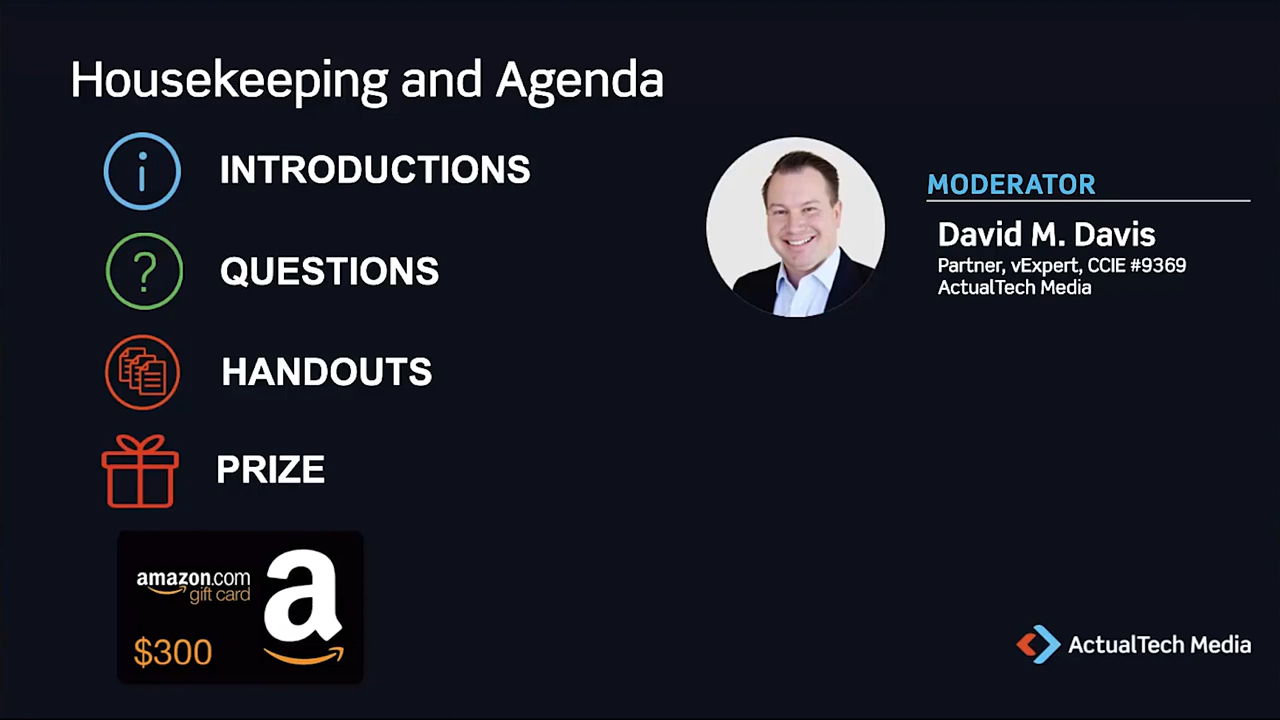 Housekeeping and Agenda
INTRODUCTIONS
QUESTIONS
HANDOUTS
PRIZE
amazon.com
gift card
a
$300
MODERATOR
David M. Davis
Partner, vExpert, CCIE #9369
ActualTech Media
ActualTech Media